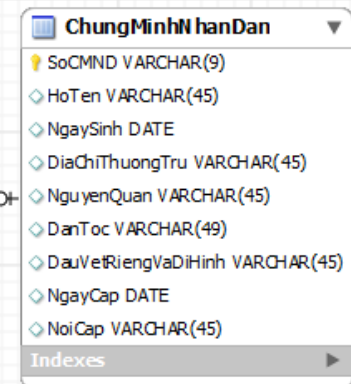 ChungMinhNhanDan
SoCMND VARCHAR(9)
HoTen VARCHAR(45)
NgaySinh DATE
DiaChiThuongTru VARCHAR(45)
NguyenQuan VARCHAR(45)
DanToc VARCHAR(49)
DauVetRiengVaDiHinh VARCHAR(45)
NgayCap DATE
NoiCap VARCHAR(45)
Indexes